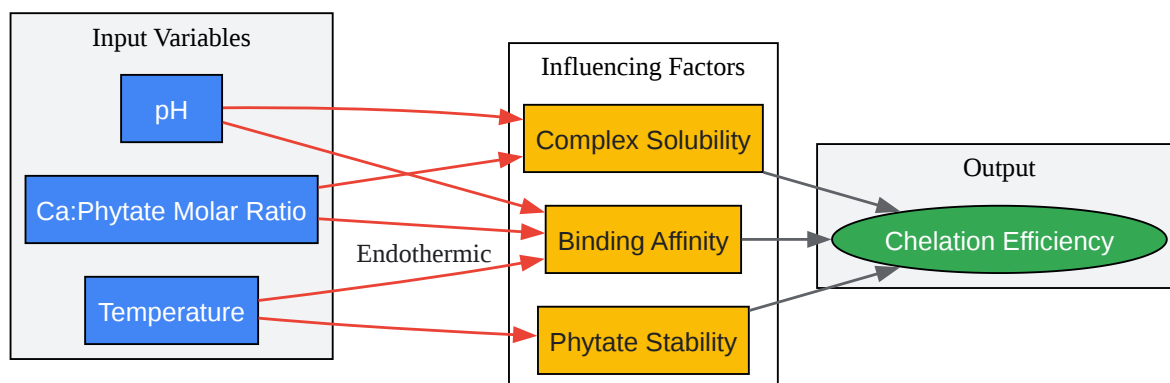 Input Variables
pH
Ca:Phytate Molar Ratio
Temperature
Endothermic
Influencing Factors
Complex Solubility
Binding Affinity
Phytate Stability
Output
Chelation Efficiency